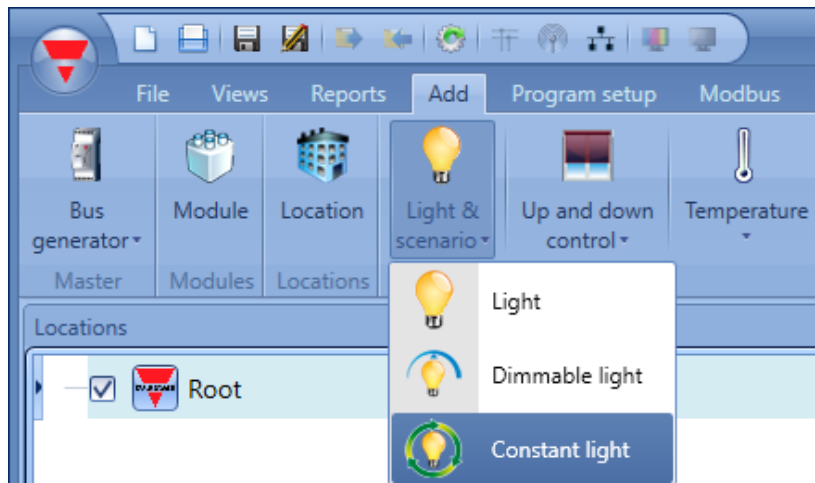 File Views Reports Add Program setup Modbus
Bus generator
Module
Location
Light & scenario
Up and down control
Temperature
Master
Modules
Locations
Locations
Root
Light
Dimmable light
Constant light